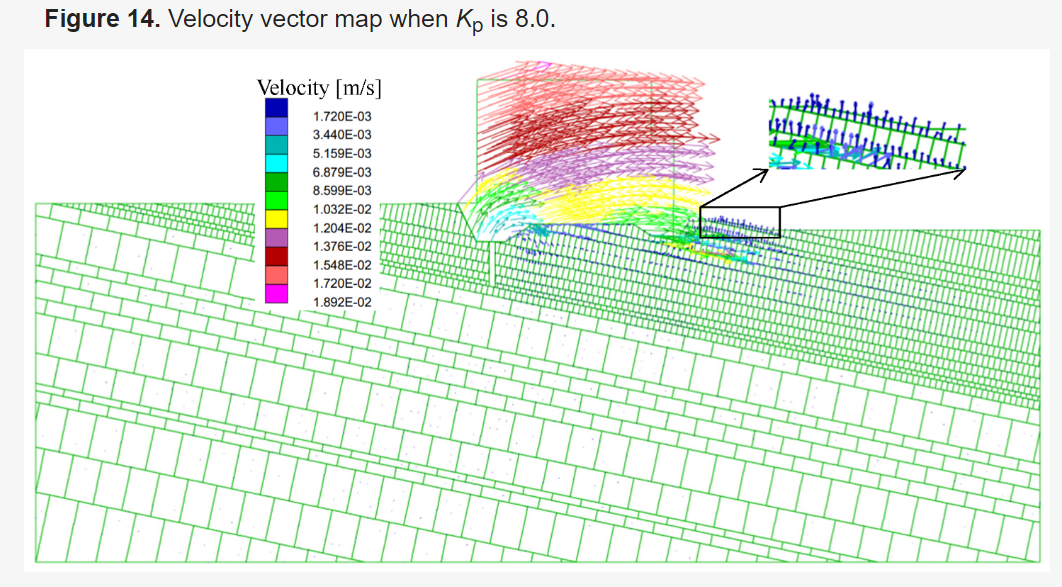 Figure 14. Velocity vector map when Kp is 8.0.
Velocity [m/s]
1.720E-03
3.440E-03
5.159E-03
6.879E-03
8.599E-03
1.032E-02
1.204E-02
1.376E-02
1.548E-02
1.720E-02
1.892E-02